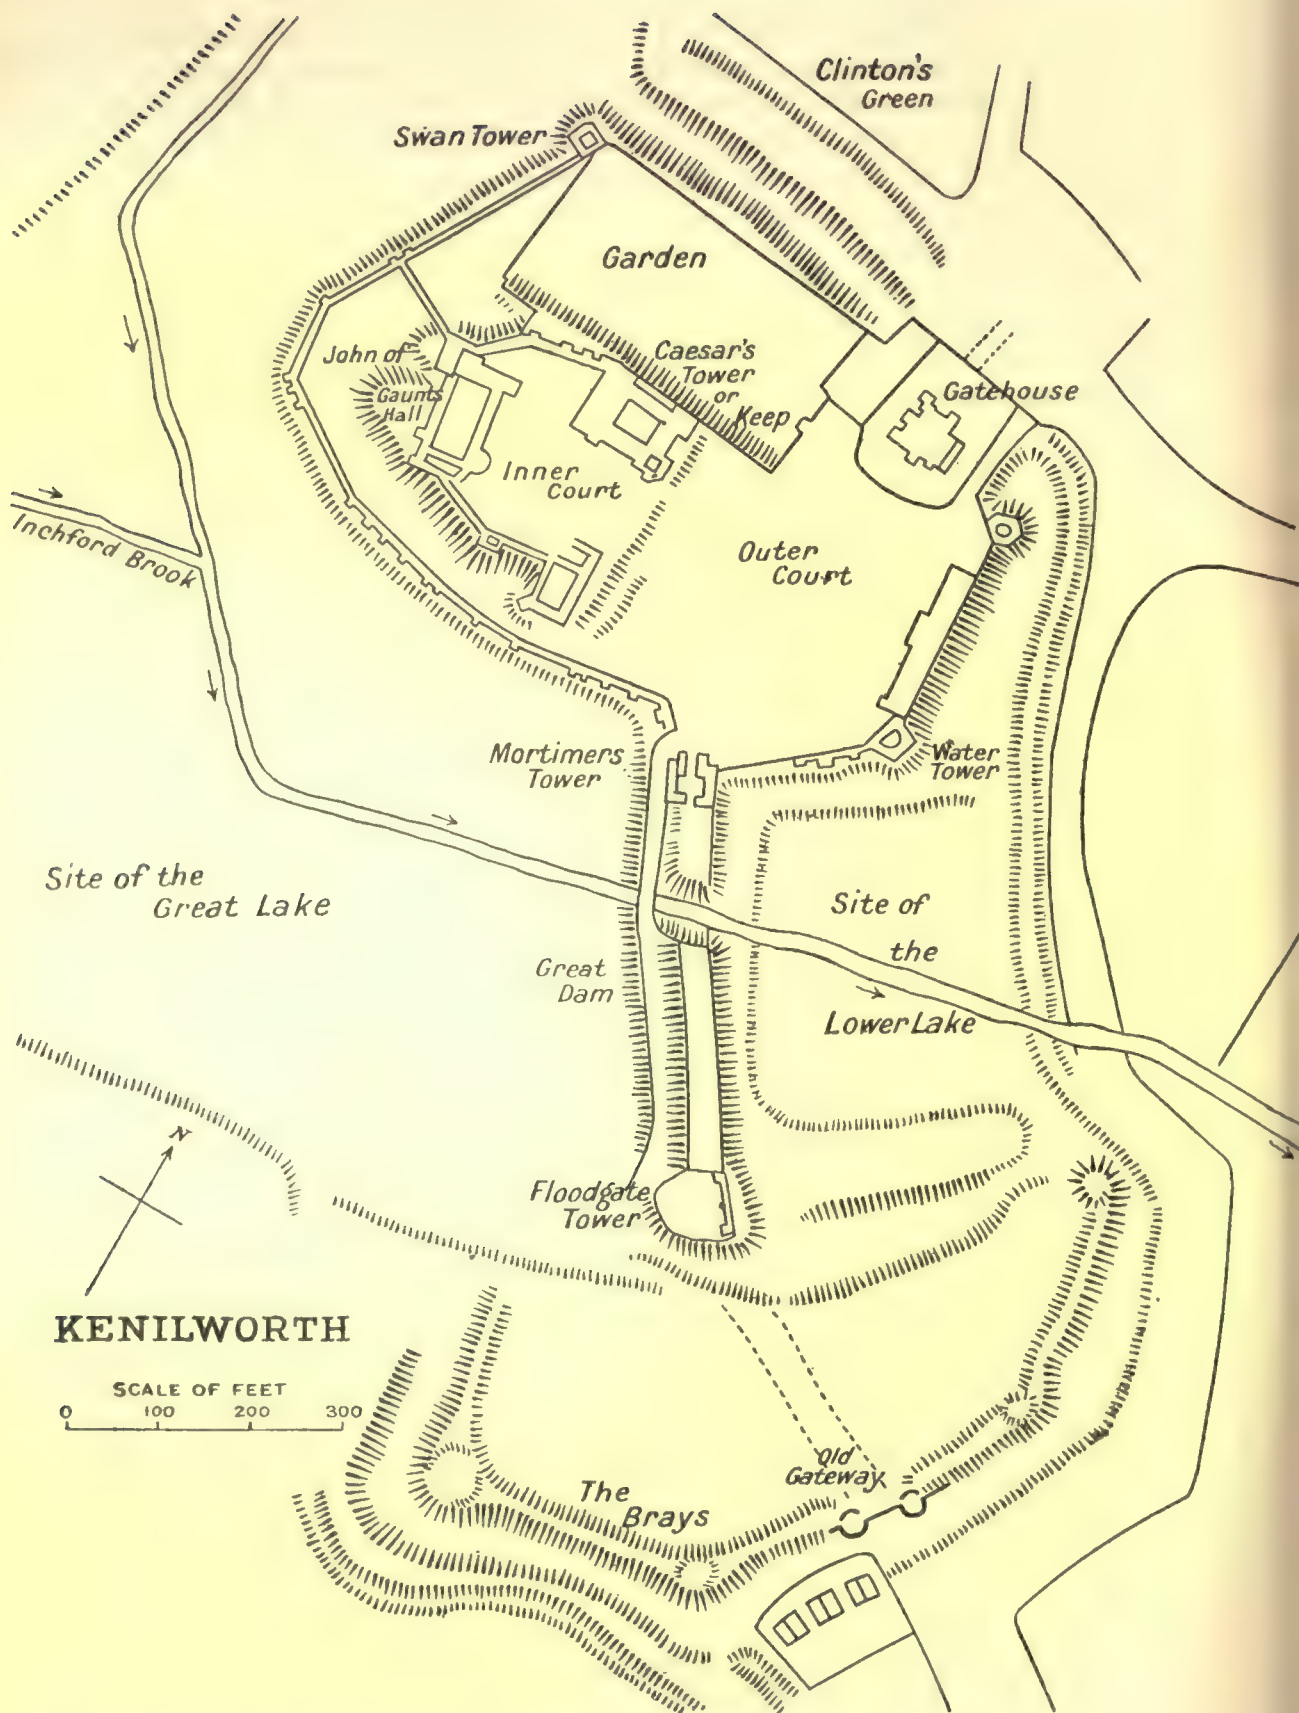 Clinton's
Green
Swan Tower
Garden
John of
Gaunts
Hall
Caesar's
Tower
or
Keep
Gatehouse
Inner
Court
Inchford Brook
Outer
Court
Mortimers
Tower
Water
Tower
Site of the
Great Lake
Site of
the
Lower Lake
Great
Dam
N
Floodgate
Tower
KENILWORTH
SCALE OF FEET
0 100 200 300
Old
Gateway
The
Brays